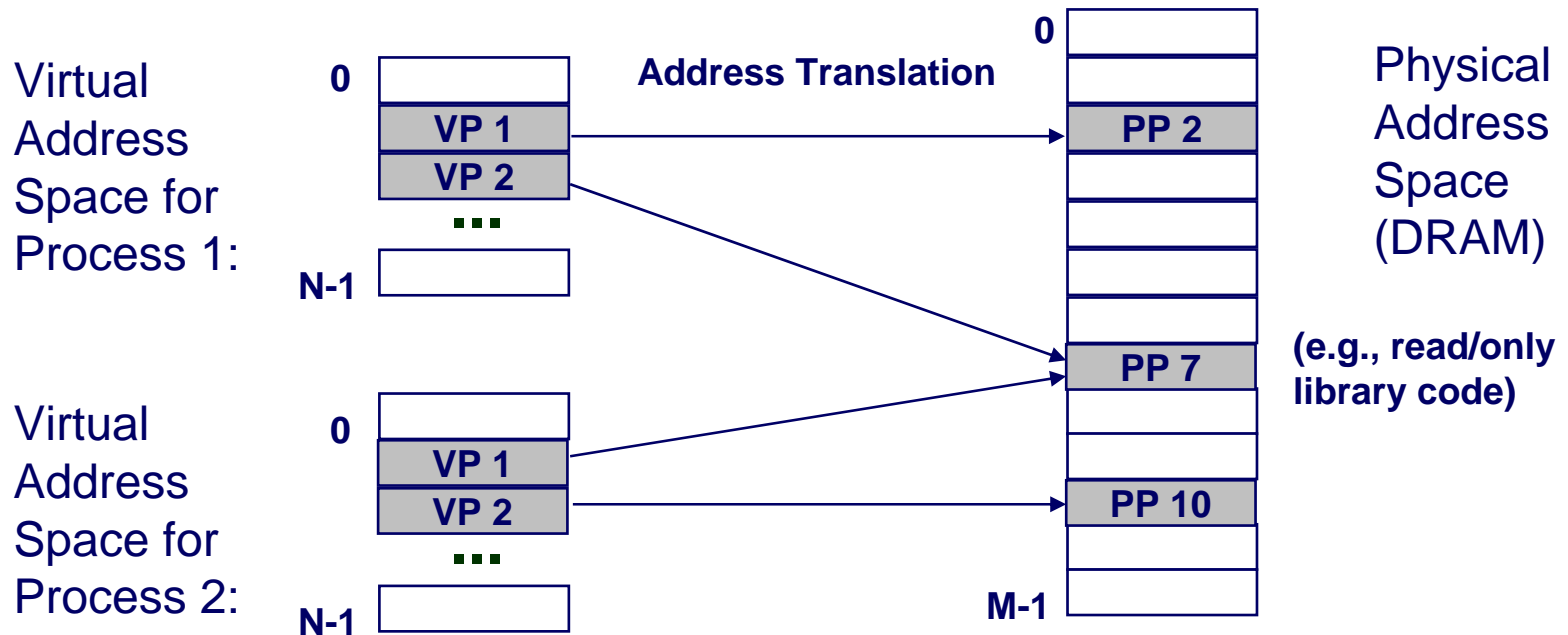 Virtual
Address
Space for
Process 1:
0
VP 1
VP 2
...
N-1
Address Translation
0
PP 2
PP 7
PP 10
M-1
Physical
Address
Space
(DRAM)
(e.g., read/only
library code)
Virtual
Address
Space for
Process 2:
0
VP 1
VP 2
...
N-1